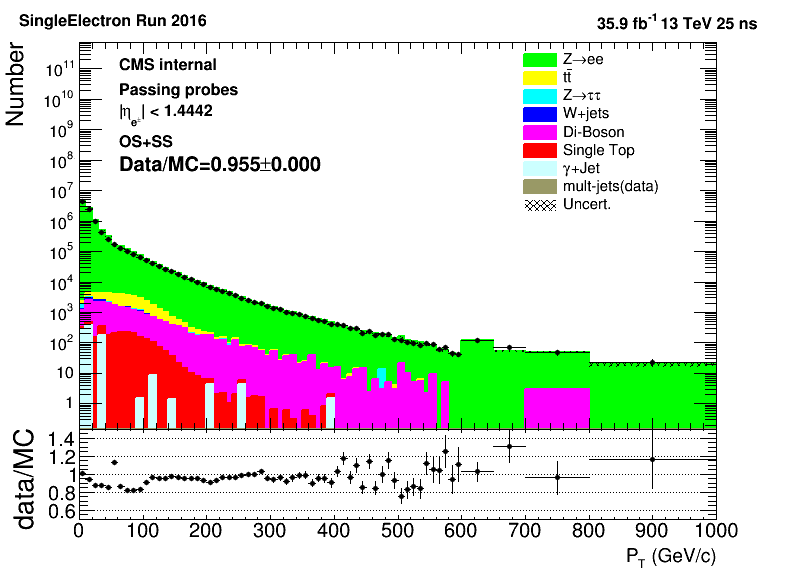 SingleElectron Run 2016
35.9 fb⁻¹ 13 TeV 25 ns
Number
CMS internal
Passing probes
|η_e±| < 1.4442
OS+SS
Data/MC=0.955±0.000
Z→ee
tt̄
Z→ττ
W+jets
Di-Boson
Single Top
γ+Jet
mult-jets(data)
Uncert.
10¹¹
10¹⁰
10⁹
10⁸
10⁷
10⁶
10⁵
10⁴
10³
10²
10
1
data/MC
1.4
1.2
1
0.8
0.6
0 100 200 300 400 500 600 700 800 900 1000
P_T (GeV/c)